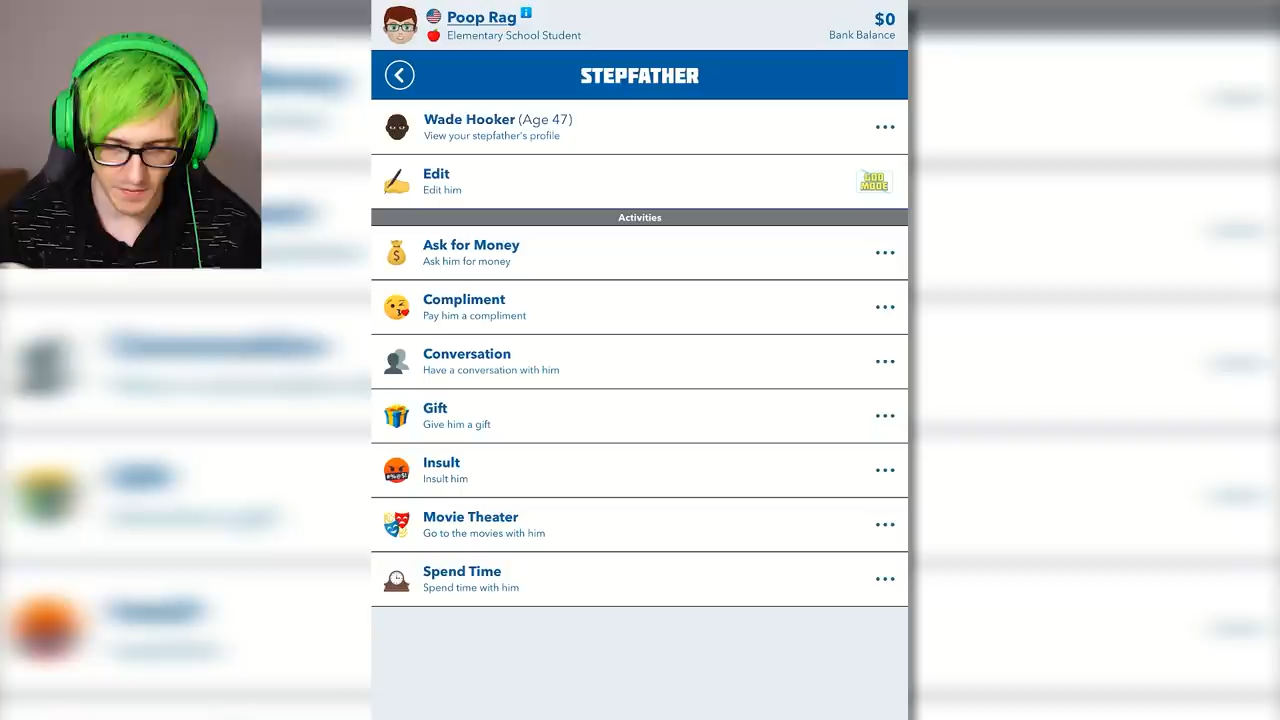 Poop Rag
Elementary School Student
$0
Bank Balance
STEPFATHER
Wade Hooker (Age 47)
View your stepfather's profile
Edit
Edit him
GOD MODE
Activities
Ask for Money
Ask him for money
Compliment
Pay him a compliment
Conversation
Have a conversation with him
Gift
Give him a gift
Insult
Insult him
Movie Theater
Go to the movies with him
Spend Time
Spend time with him